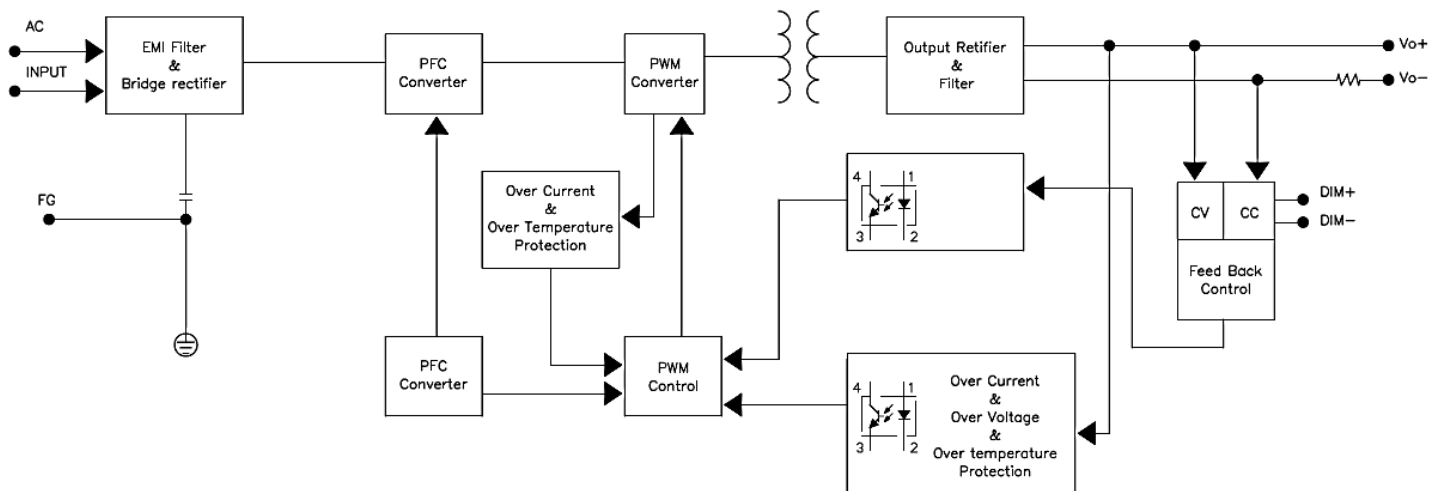 AC
INPUT
EMI Filter
&
Bridge rectifier
PFC
Converter
PWM
Converter
Output Retifier
&
Filter
Vo+
Vo-
FG
Over Current
&
Over Temperature
Protection
4
1
3
2
CV
CC
DIM+
DIM-
Feed Back
Control
PFC
Converter
PWM
Control
4
1
3
2
Over Current
&
Over Voltage
&
Over temperature
Protection